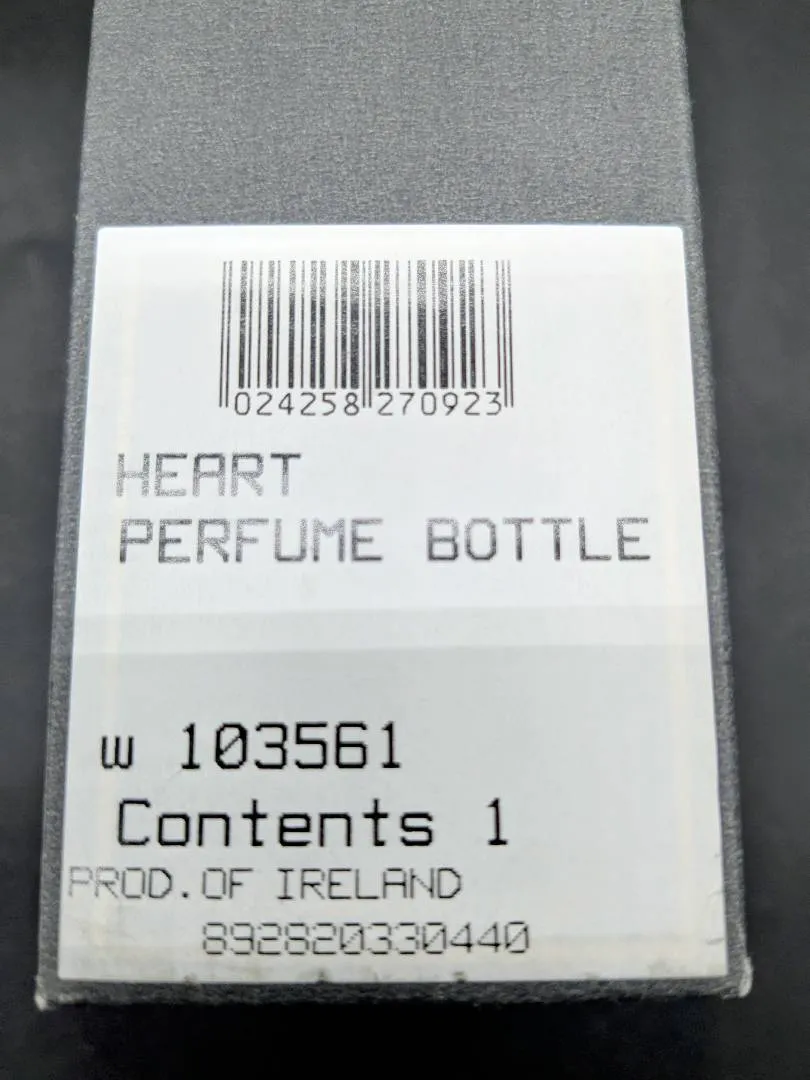 024258 270923
HEART
PERFUME BOTTLE
w 103561
Contents 1
PROD.OF IRELAND
892820330440